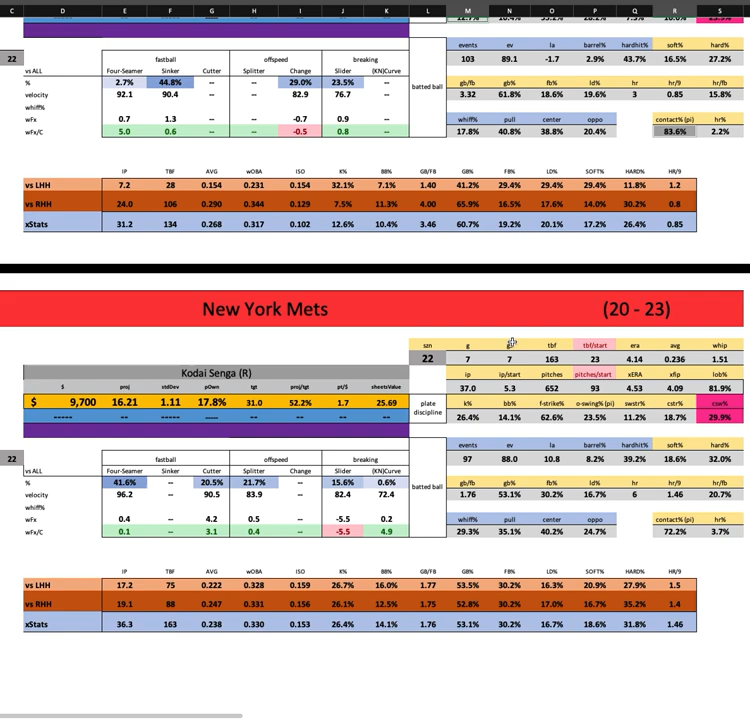 C D E F G H I J K L M N O P Q R S
events ev la barrel% hardhit% soft% hard%
22 fastball offspeed breaking 103 89.1 -1.7 2.9% 43.7% 16.5% 27.2%
vs ALL Four-Seamer Sinker Cutter Splitter Change Slider (KN)Curve
% 2.7% 44.8% -- -- 29.0% 23.5% -- batted ball gb/fb gb% fb% ld% hr hr/9 hr/fb
velocity 92.1 90.4 -- -- 82.9 76.7 -- 3.32 61.8% 18.6% 19.6% 3 0.85 15.8%
whiff%
wFx 0.7 1.3 -0.7 0.9 -- whiff% pull center oppo contact% (pi) hr%
wFx/C 5.0 0.6 -- -- -0.5 0.8 -- 17.8% 40.8% 38.8% 20.4% 83.6% 2.2%
IP TBF AVG wOBA ISO K% BB% GB/FB GB% FB% LD% SOFT% HARD% HR/9
vs LHH 7.2 28 0.154 0.231 0.154 32.1% 7.1% 1.40 41.2% 29.4% 29.4% 29.4% 11.8% 1.2
vs RHH 24.0 106 0.290 0.344 0.129 7.5% 11.3% 4.00 65.9% 16.5% 17.6% 14.0% 30.2% 0.8
xStats 31.2 134 0.268 0.317 0.102 12.6% 10.4% 3.46 60.7% 19.2% 20.1% 17.2% 26.4% 0.85
New York Mets (20 - 23)
szn g tbf tbf/start era avg whip
22 7 7 163 23 4.14 0.236 1.51
Kodai Senga (R) ip ip/start pitches pitches/start xERA xfip lob%
$ proj stdDev pOwn tgt proj/tgt pt/$ sheetsValue 37.0 5.3 652 93 4.53 4.09 81.9%
$ 9,700 16.21 1.11 17.8% 31.0 52.2% 1.7 25.69 plate discipline k% bb% f-strike% o-swing% (pi) swstr% cstr% csw%
----- -- -- ---- -- -- -- -- 26.4% 14.1% 62.6% 23.5% 11.2% 18.7% 29.9%
events ev la barrel% hardhit% soft% hard%
22 fastball offspeed breaking 97 88.0 10.8 8.2% 39.2% 18.6% 32.0%
vs ALL Four-Seamer Sinker Cutter Splitter Change Slider (KN)Curve
% 41.6% -- 20.5% 21.7% -- 15.6% 0.6% batted ball gb/fb gb% fb% ld% hr hr/9 hr/fb
velocity 96.2 -- 90.5 83.9 -- 82.4 72.4 1.76 53.1% 30.2% 16.7% 6 1.46 20.7%
whiff%
wFx 0.4 -- 4.2 0.5 -- -5.5 0.2 whiff% pull center oppo contact% (pi) hr%
wFx/C 0.1 -- 3.1 0.4 -- -5.5 4.9 29.3% 35.1% 40.2% 24.7% 72.2% 3.7%
IP TBF AVG wOBA ISO K% BB% GB/FB GB% FB% LD% SOFT% HARD% HR/9
vs LHH 17.2 75 0.222 0.328 0.159 26.7% 16.0% 1.77 53.5% 30.2% 16.3% 20.9% 27.9% 1.5
vs RHH 19.1 88 0.247 0.331 0.156 26.1% 12.5% 1.75 52.8% 30.2% 17.0% 16.7% 35.2% 1.4
xStats 36.3 163 0.238 0.330 0.153 26.4% 14.1% 1.76 53.1% 30.2% 16.7% 18.6% 31.8% 1.46